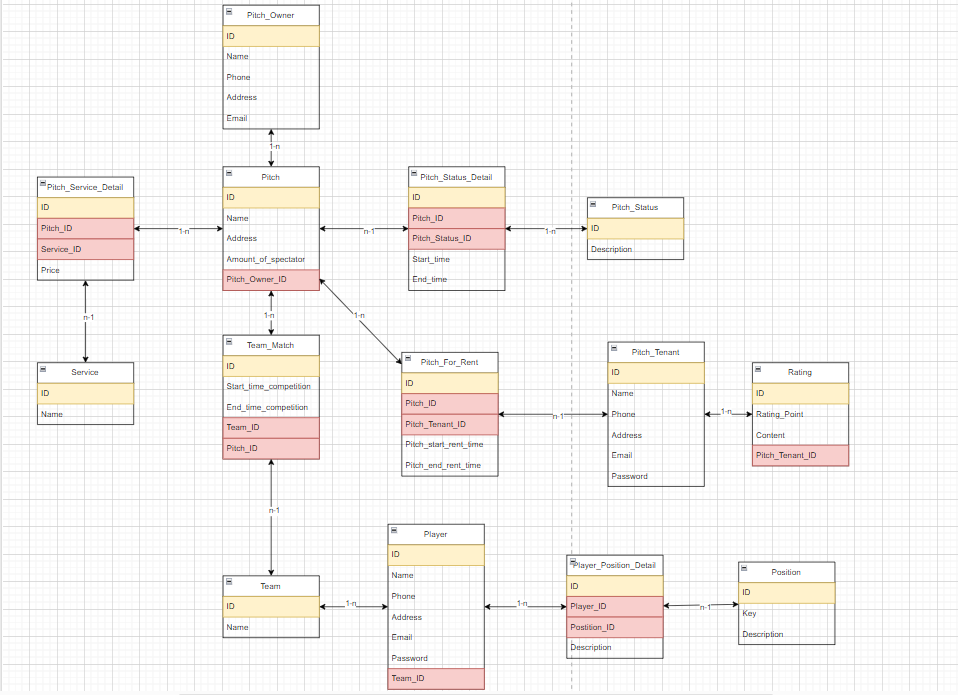 Pitch_Owner
ID
Name
Phone
Address
Email
1-n
Pitch_Service_Detail
ID
Pitch_ID
Service_ID
Price
1-n
Pitch
ID
Name
Address
Amount_of_spectator
Pitch_Owner_ID
n-1
Pitch_Status_Detail
ID
Pitch_ID
Pitch_Status_ID
Start_time
End_time
1-n
Pitch_Status
ID
Description
n-1
Service
ID
Name
1-n
Team_Match
ID
Start_time_competition
End_time_competition
Team_ID
Pitch_ID
1-n
Pitch_For_Rent
ID
Pitch_ID
Pitch_Tenant_ID
Pitch_start_rent_time
Pitch_end_rent_time
n-1
Pitch_Tenant
ID
Name
Phone
Address
Email
Password
1-n
Rating
ID
Rating_Point
Content
Pitch_Tenant_ID
n-1
Team
ID
Name
1-n
Player
ID
Name
Phone
Address
Email
Password
Team_ID
1-n
Player_Position_Detail
ID
Player_ID
Postition_ID
Description
n-1
Position
ID
Key
Description